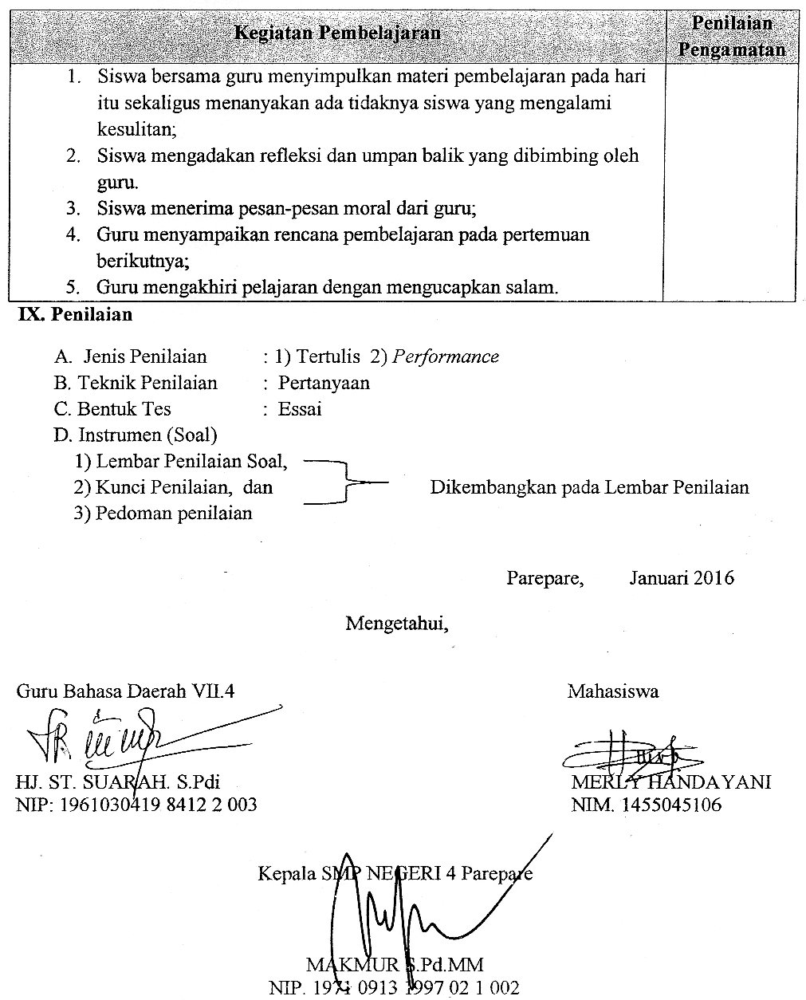 Kegiatan Pembelajaran
Penilaian
Pengamatan
1. Siswa bersama guru menyimpulkan materi pembelajaran pada hari
itu sekaligus menanyakan ada tidaknya siswa yang mengalami
kesulitan;
2. Siswa mengadakan refleksi dan umpan balik yang dibimbing oleh
guru.
3. Siswa menerima pesan-pesan moral dari guru;
4. Guru menyampaikan rencana pembelajaran pada pertemuan
berikutnya;
5. Guru mengakhiri pelajaran dengan mengucapkan salam.
IX. Penilaian
A. Jenis Penilaian : 1) Tertulis 2) Performance
B. Teknik Penilaian : Pertanyaan
C. Bentuk Tes : Essai
D. Instrumen (Soal)
1) Lembar Penilaian Soal,
2) Kunci Penilaian, dan Dikembangkan pada Lembar Penilaian
3) Pedoman penilaian
Parepare, Januari 2016
Mengetahui,
Guru Bahasa Daerah VII.4 Mahasiswa
HJ. ST. SUARAH. S.Pdi MERLY HANDAYANI
NIP: 1961030419 8412 2 003 NIM. 1455045106
Kepala SMP NEGERI 4 Parepare
MAKMUR S.Pd.MM
NIP. 1971 0913 1997 02 1 002